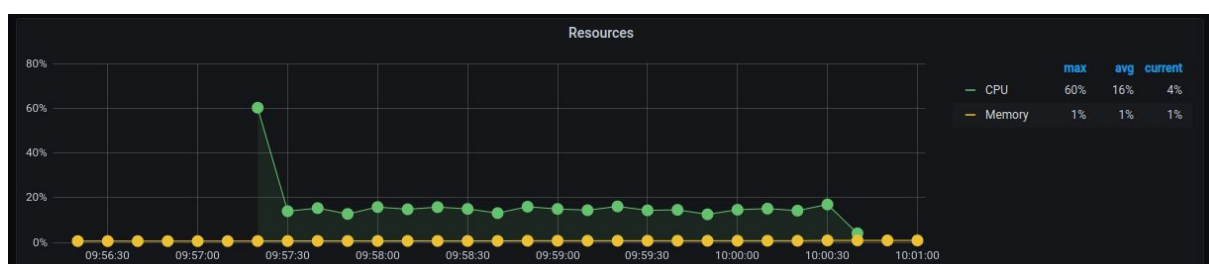 Resources
80%
60%
40%
20%
0%
09:56:30 09:57:00 09:57:30 09:58:00 09:58:30 09:59:00 09:59:30 10:00:00 10:00:30 10:01:00
max avg current
CPU 60% 16% 4%
Memory 1% 1% 1%